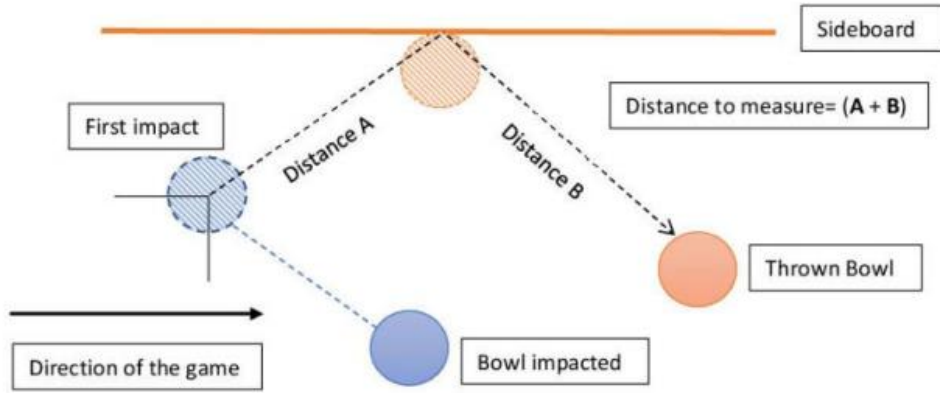 Sideboard
Distance to measure= (A + B)
First impact
Distance A
Distance B
Thrown Bowl
Direction of the game
Bowl impacted